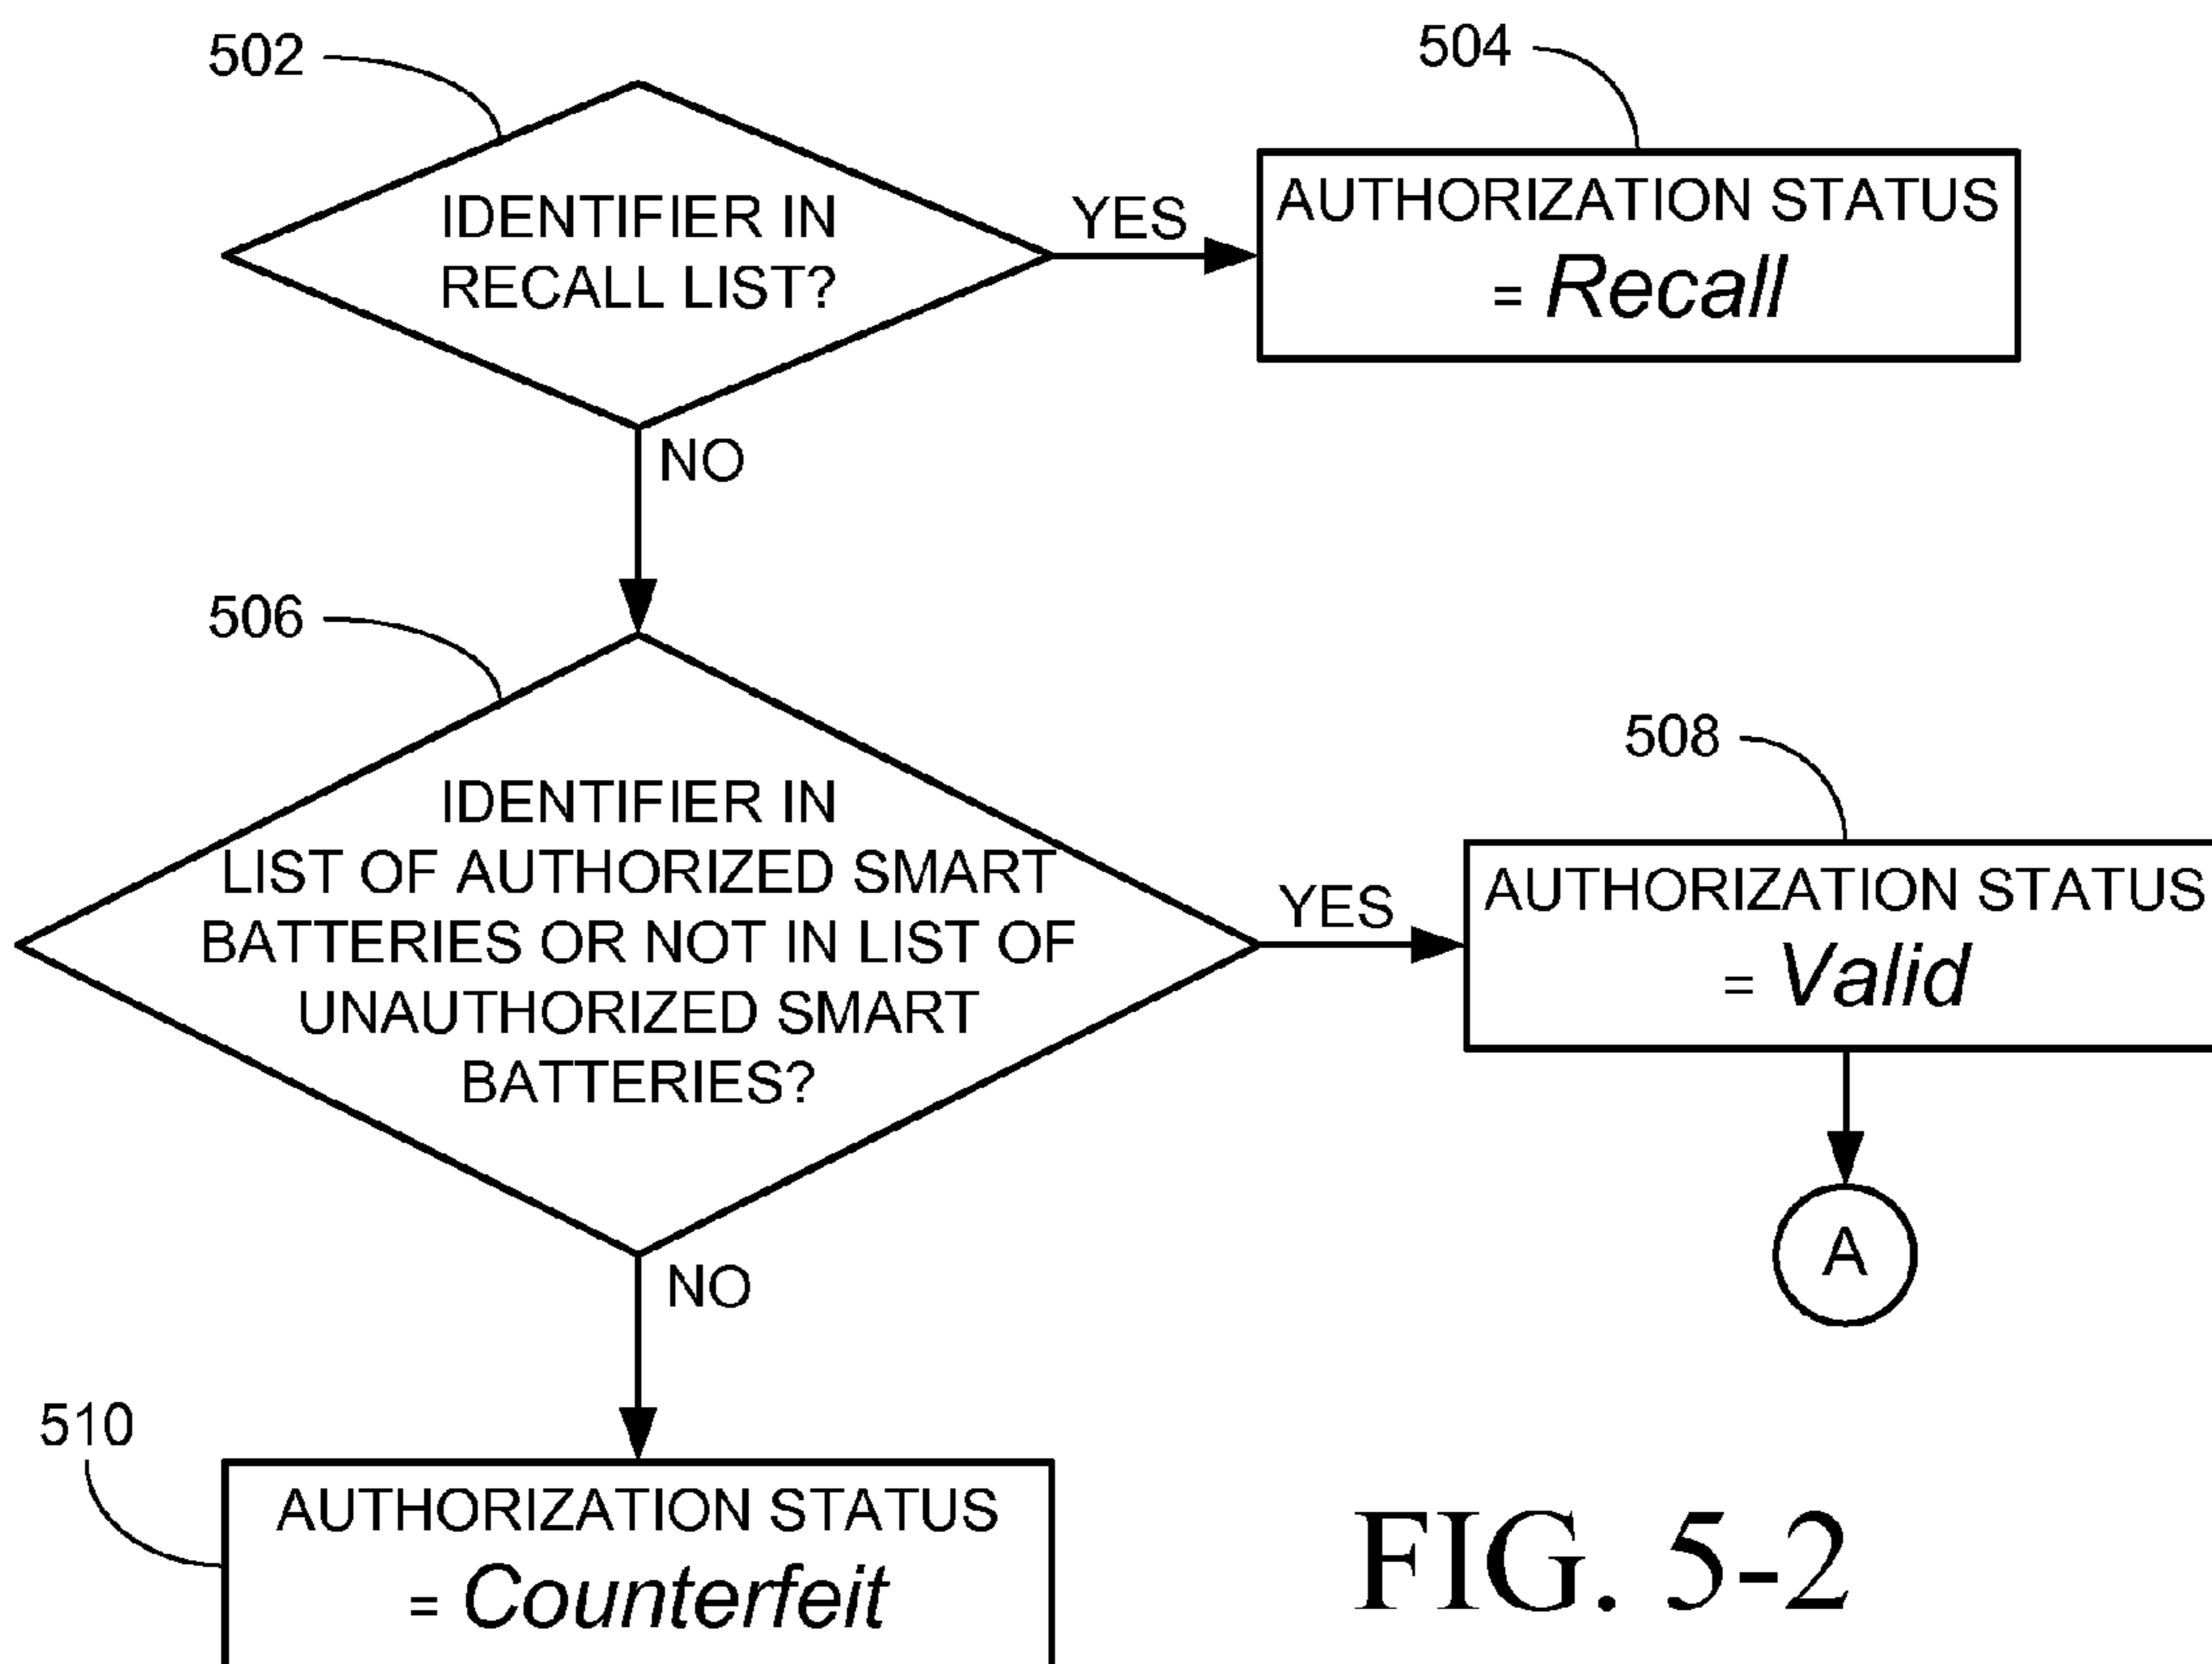 502
504
IDENTIFIER IN
RECALL LIST?
YES
AUTHORIZATION STATUS
= Recall
NO
506
IDENTIFIER IN
LIST OF AUTHORIZED SMART
BATTERIES OR NOT IN LIST OF
UNAUTHORIZED SMART
BATTERIES?
YES
508
AUTHORIZATION STATUS
= Valid
A
NO
510
AUTHORIZATION STATUS
= Counterfeit
FIG. 5-2